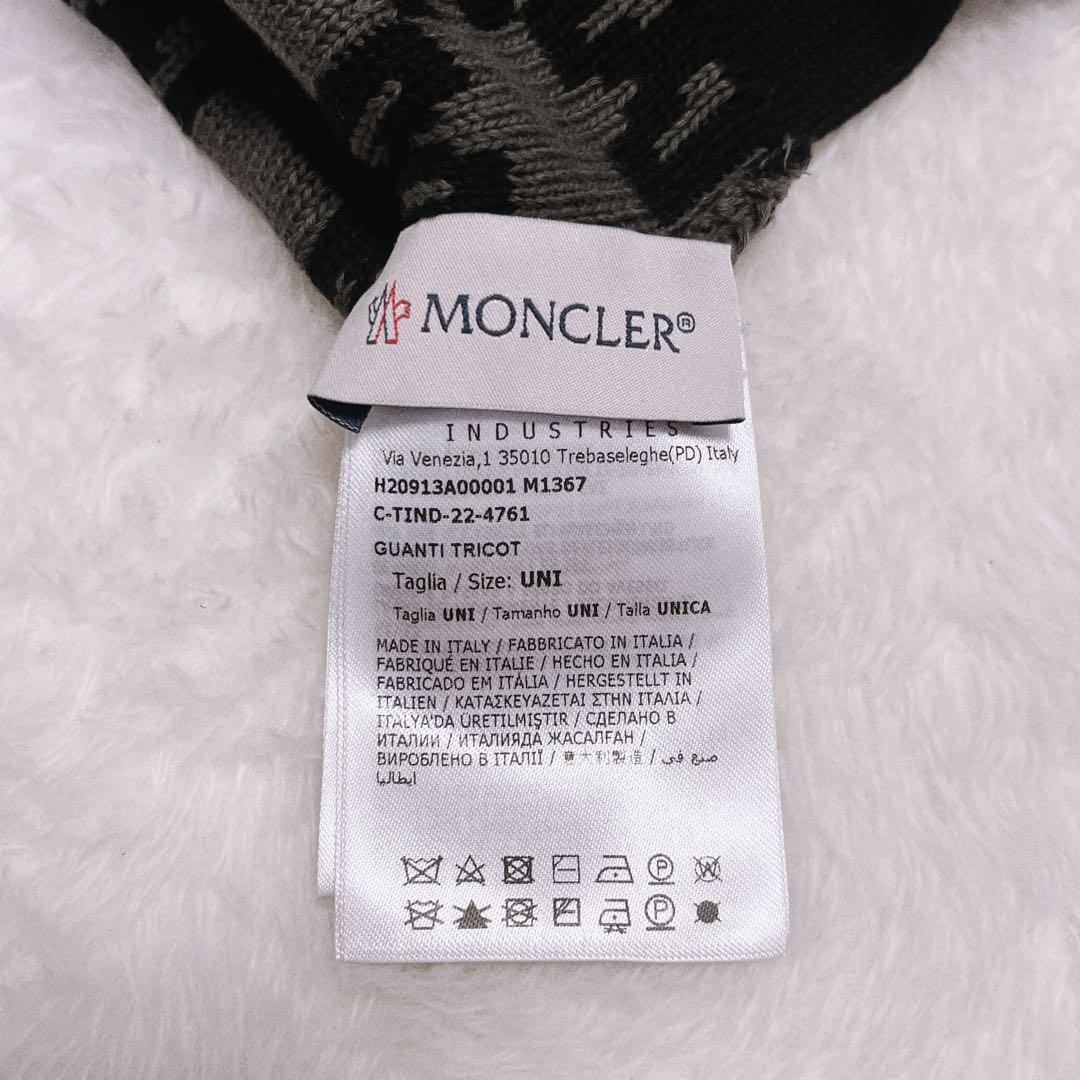 MONCLER®
INDUSTRIES
Via Venezia,1 35010 Trebaseleghe(PD) Italy
H20913A00001 M1367
C-TIND-22-4761
GUANTI TRICOT
Taglia / Size: UNI
Taglia UNI / Tamanho UNI / Talla UNICA
MADE IN ITALY / FABBRICATO IN ITALIA /
FABRIQUÉ EN ITALIE / HECHO EN ITALIA /
FABRICADO EM ITÀLIA / HERGESTELLT IN
ITALIEN / ΚΑΤΑΣΚΕΥΑΖΕΤΑΙ ΣΤΗΝ ΙΤΑΛΙΑ /
ITALYA'DA ÜRETILMIŞTIR / СДЕЛАНО В
ИТАЛИИ / ИТАЛИЯДА ЖАСАЛҒАН /
ВИРОБЛЕНО В ІТАЛІЇ / 意大利製造 / صنع في
ايطاليا
P
W
P